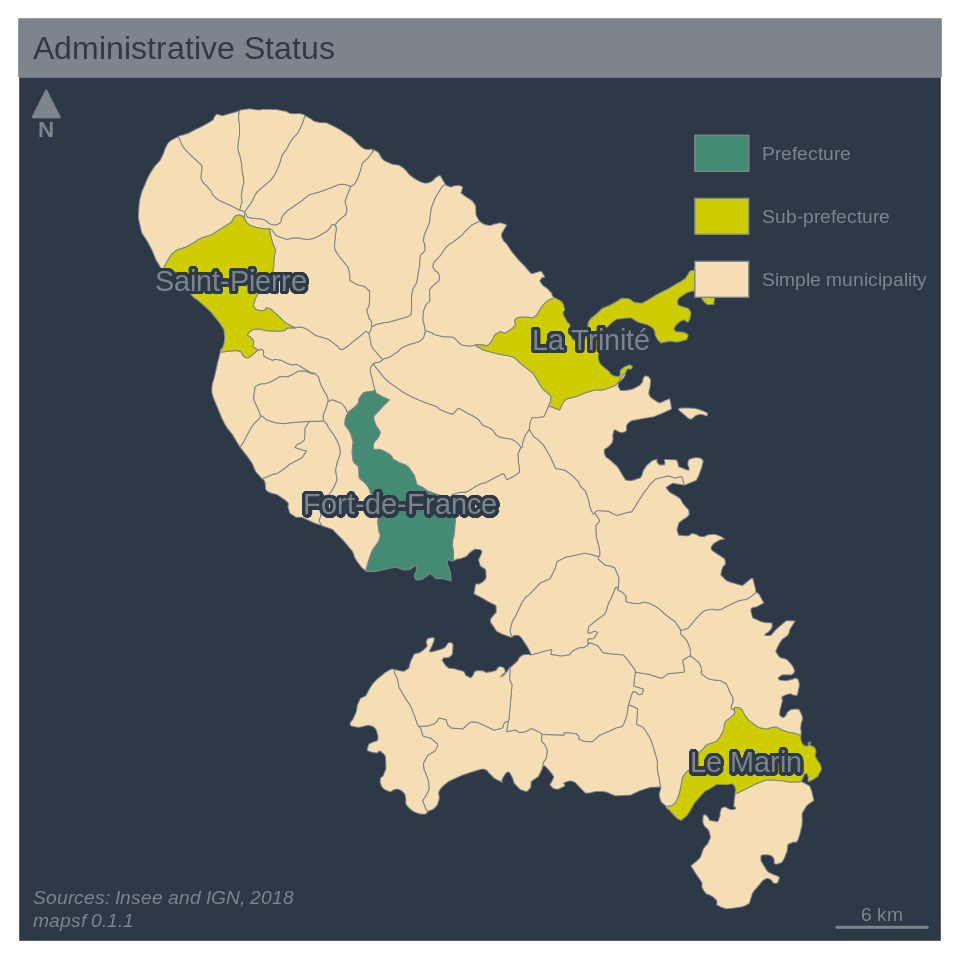 Administrative Status
N
Prefecture
Sub-prefecture
Simple municipality
Saint-Pierre
La Trinité
Fort-de-France
Le Marin
Sources: Insee and IGN, 2018
mapsf 0.1.1
6 km